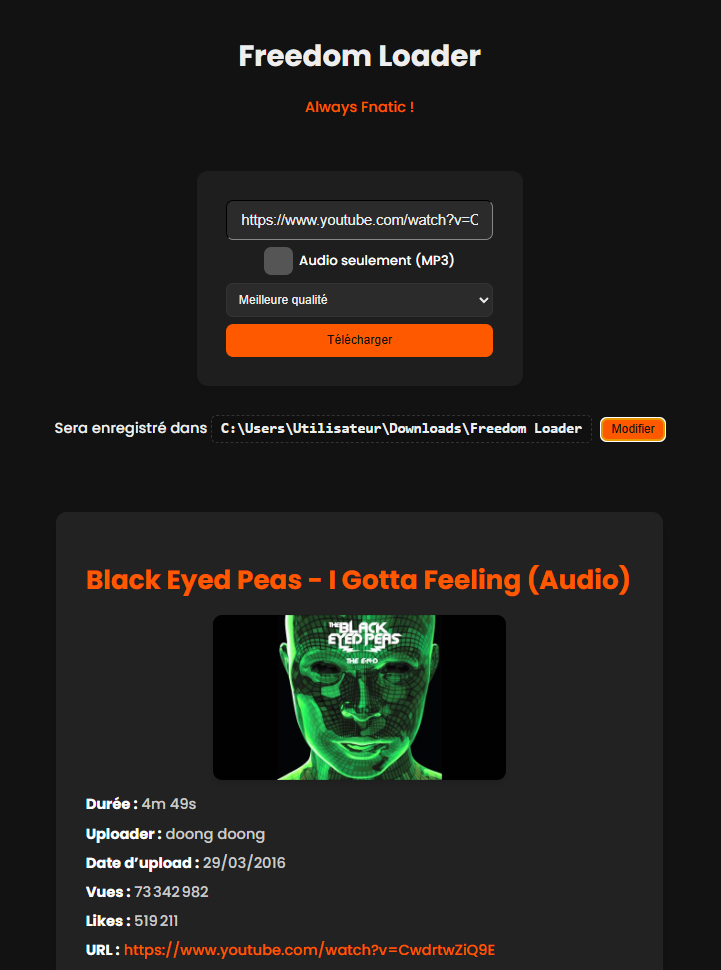 Freedom Loader
Always Fnatic !
https://www.youtube.com/watch?v=C
Audio seulement (MP3)
Meilleure qualité
Télécharger
Sera enregistré dans C:\Users\Utilisateur\Downloads\Freedom Loader Modifier
Black Eyed Peas - I Gotta Feeling (Audio)
THE BLACK
EYED PEAS
THE E·N·D
Durée : 4m 49s
Uploader : doong doong
Date d’upload : 29/03/2016
Vues : 73 342 982
Likes : 519 211
URL : https://www.youtube.com/watch?v=CwdrtwZiQ9E